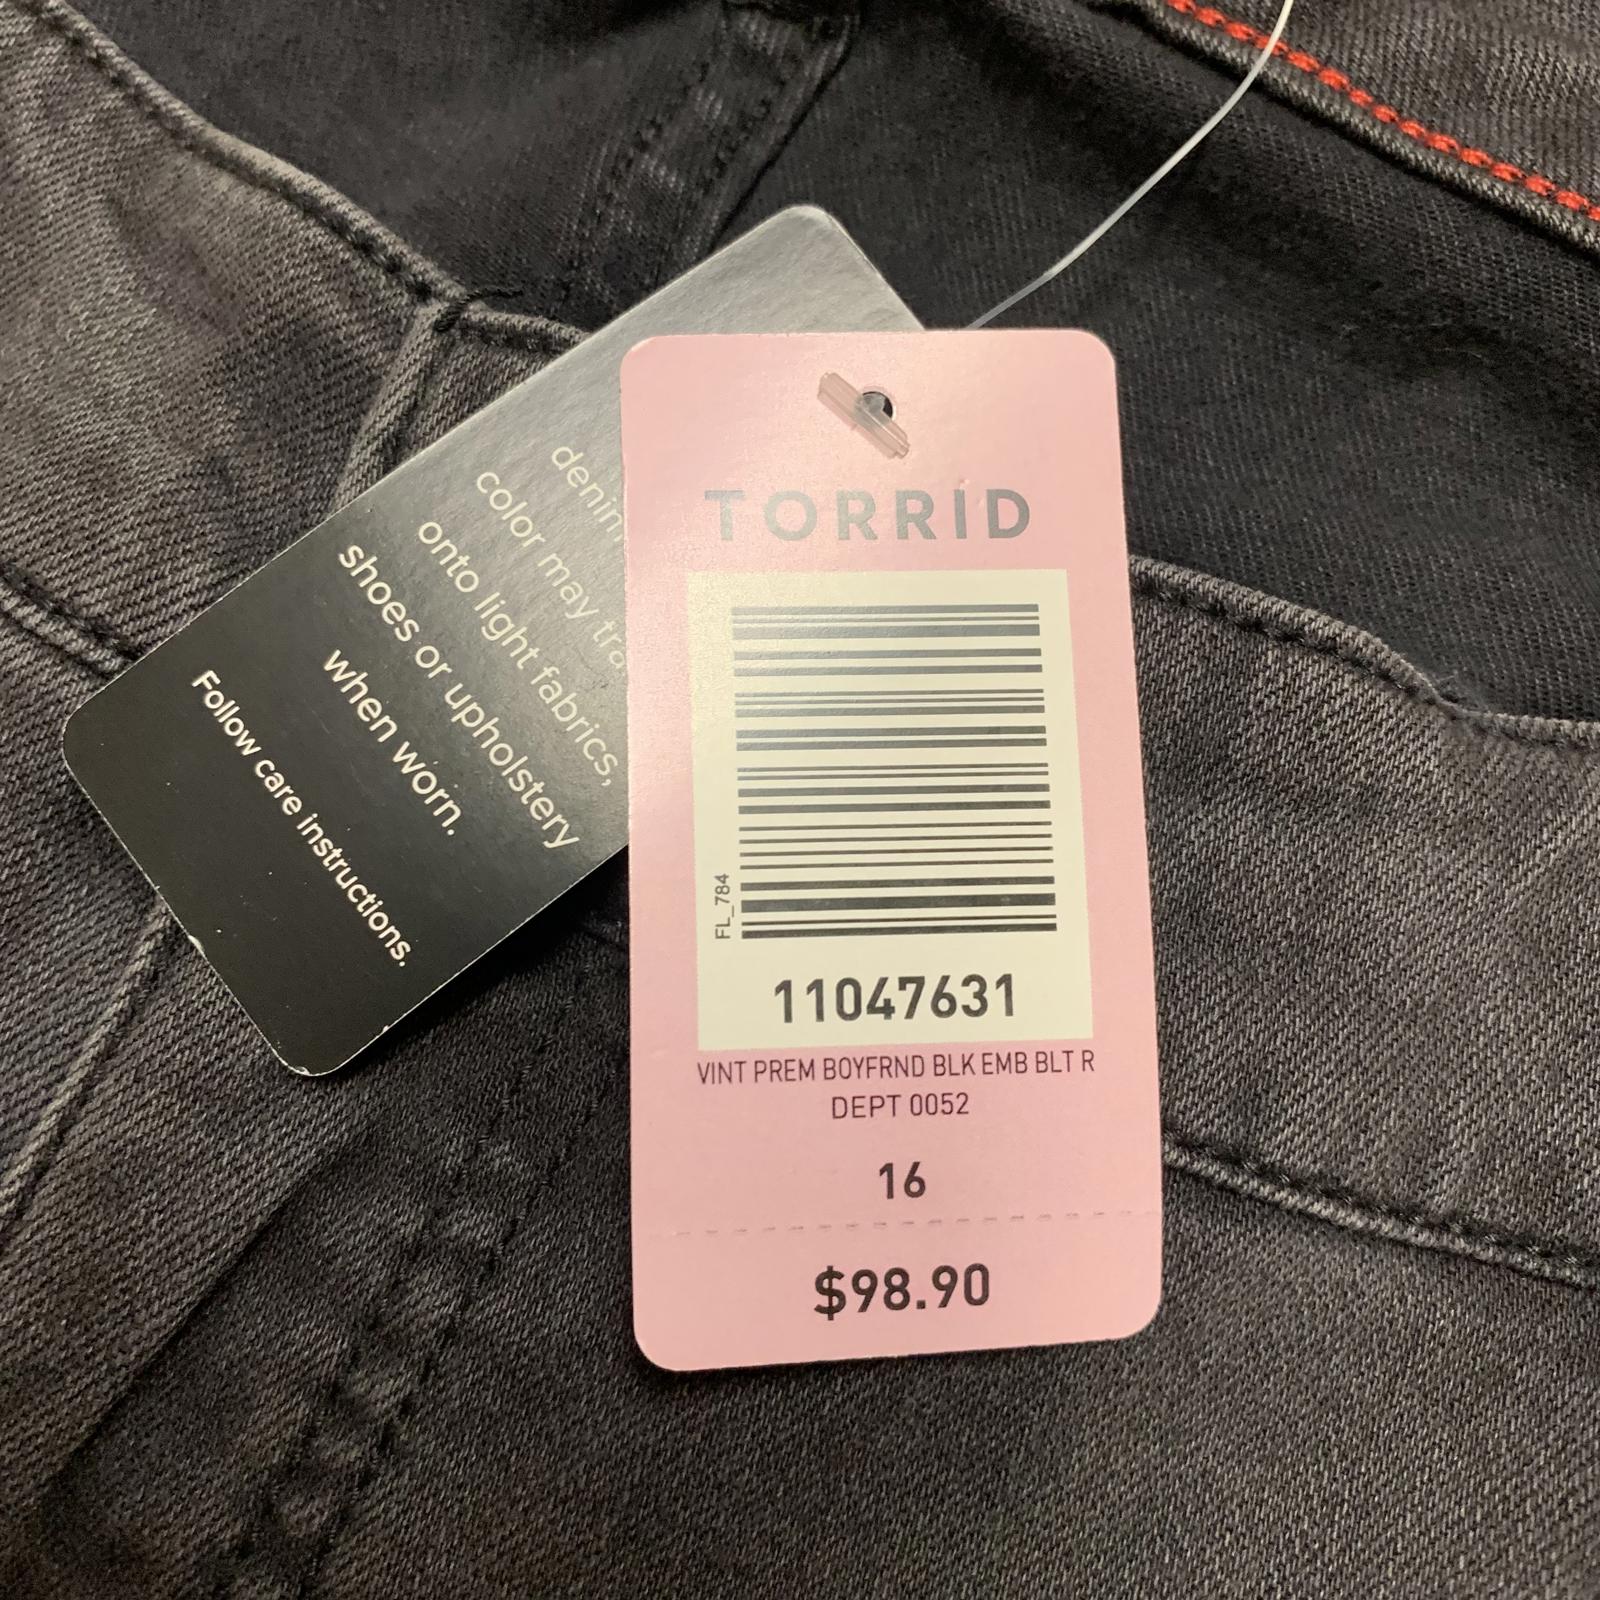 denim
color may tra
onto light fabrics,
shoes or upholstery
when worn.
Follow care instructions.
TORRID
FL_784
11047631
VINT PREM BOYFRND BLK EMB BLT R
DEPT 0052
16
$98.90